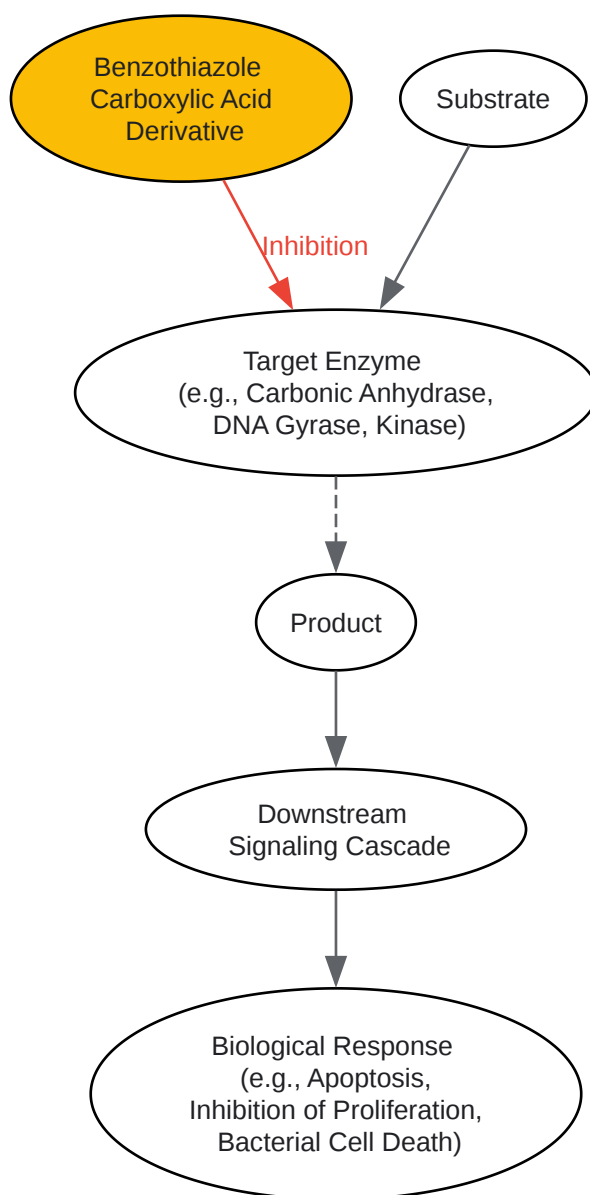 Benzothiazole
Carboxylic Acid
Derivative
Substrate
Inhibition
Target Enzyme
(e.g., Carbonic Anhydrase,
DNA Gyrase, Kinase)
Product
Downstream
Signaling Cascade
Biological Response
(e.g., Apoptosis,
Inhibition of Proliferation,
Bacterial Cell Death)